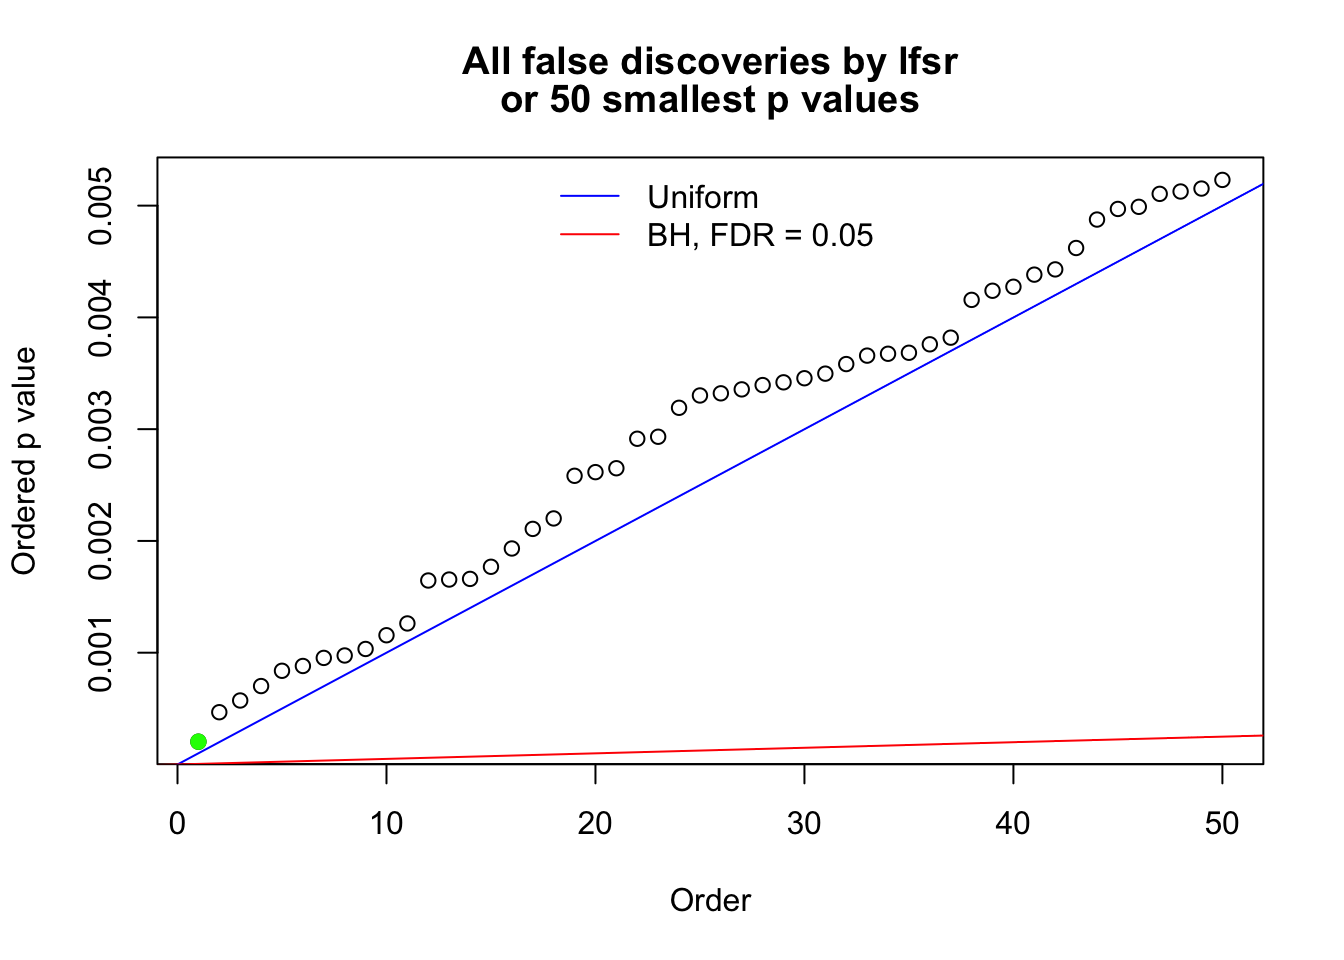 All false discoveries by lfsr
or 50 smallest p values
Uniform
BH, FDR = 0.05
Ordered p value
0.005
0.004
0.003
0.002
0.001
0 10 20 30 40 50
Order